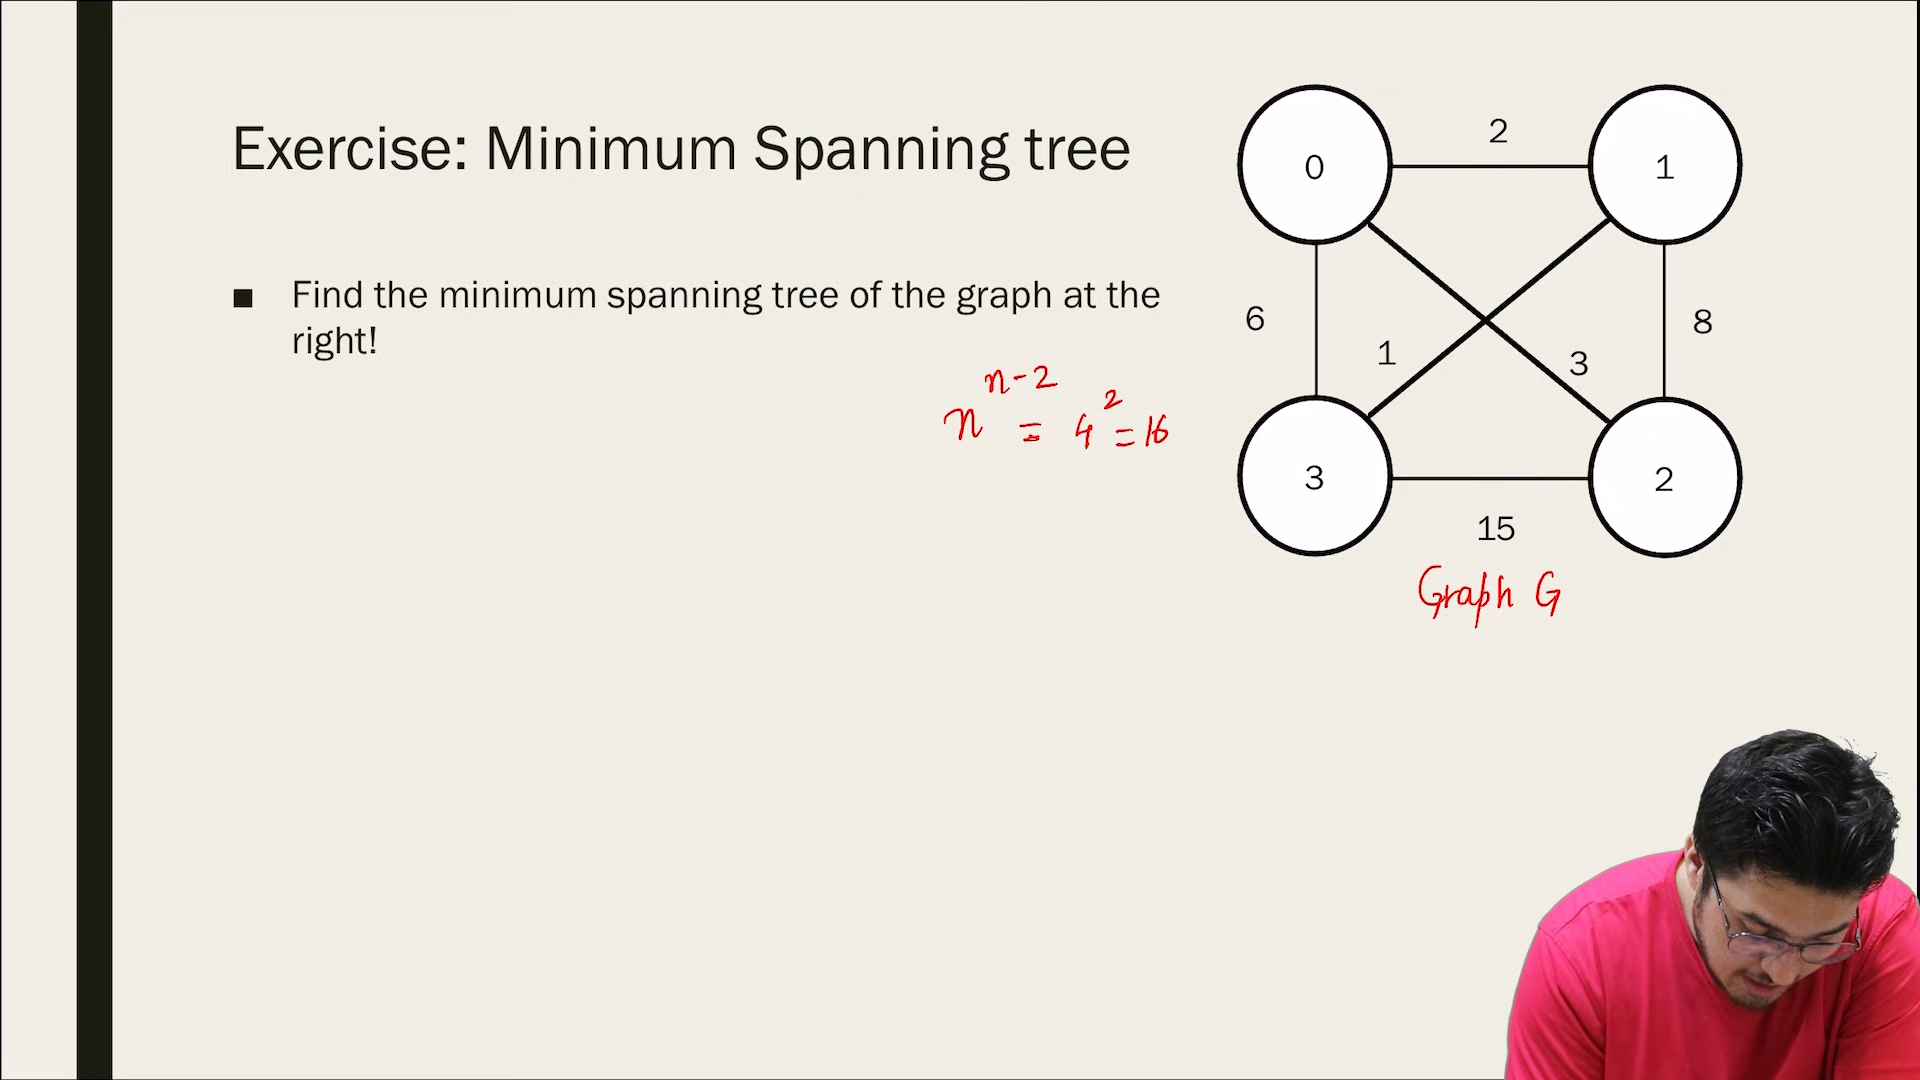 Exercise: Minimum Spanning tree
■ Find the minimum spanning tree of the graph at the
right!
n^{n-2} = 4^2 = 16
0
2
1
6
1
3
8
3
2
15
Graph G